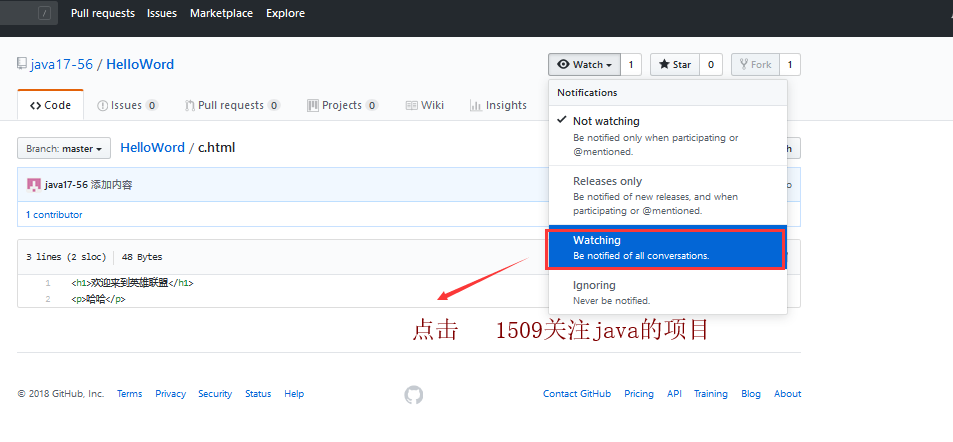 / Pull requests Issues Marketplace Explore
java17-56 / HelloWord Watch 1 Star 0 Fork 1
Code Issues 0 Pull requests 0 Projects 0 Wiki Insights
Notifications
Not watching
Be notified only when participating or
@mentioned.
Releases only
Be notified of new releases, and when
participating or @mentioned.
Watching
Be notified of all conversations.
Ignoring
Never be notified.
Branch: master HelloWord / c.html
java17-56 添加内容
1 contributor
3 lines (2 sloc) 48 Bytes
1 <h1>欢迎来到英雄联盟</h1>
2 <p>哈哈</p>
点击 1509关注java的项目
© 2018 GitHub, Inc. Terms Privacy Security Status Help Contact GitHub Pricing API Training Blog About